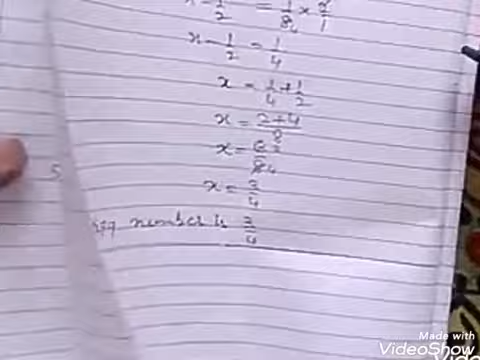 x - 1/2 = 1/8 × 2/1
x - 1/2 = 1/4
x = 1/4 + 1/2
x = 2+4/8
x = 6/8
x = 3/4
number is 3/4
Made with
VideoShow